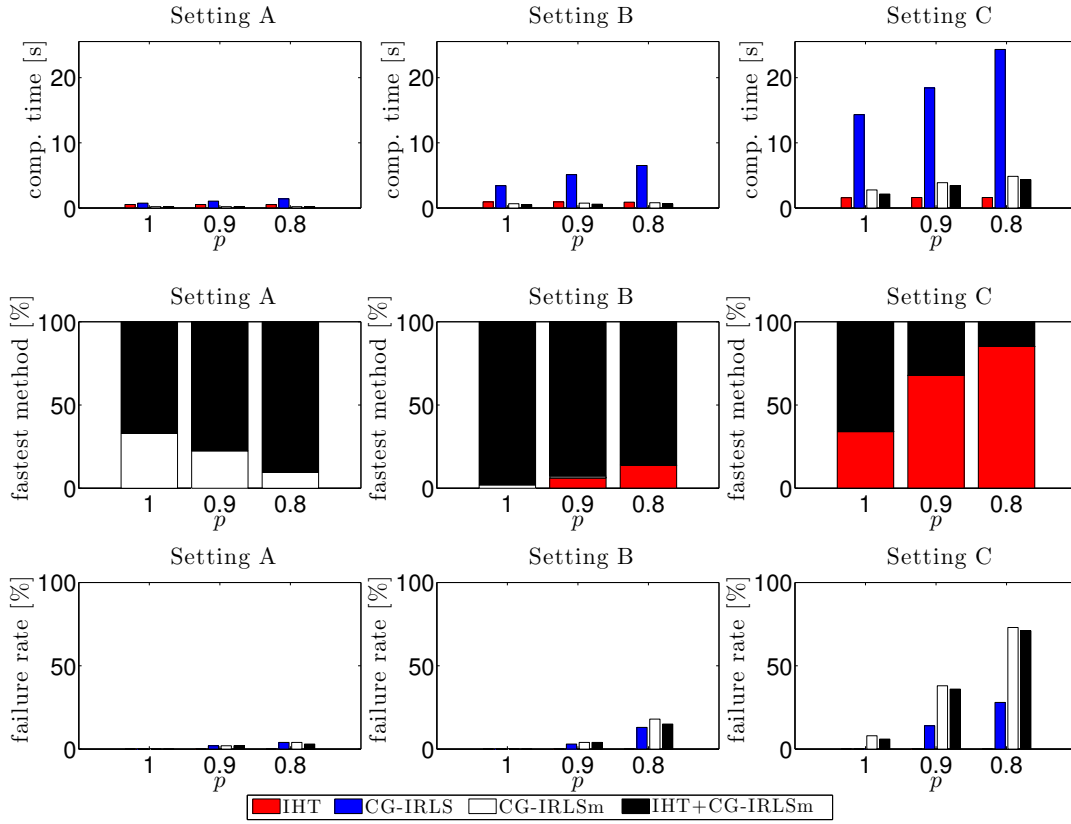 Setting A
Setting B
Setting C
comp. time [s]
20
10
0
1
0.9
0.8
p
comp. time [s]
20
10
0
1
0.9
0.8
p
comp. time [s]
20
10
0
1
0.9
0.8
p
Setting A
Setting B
Setting C
fastest method [%]
100
50
0
1
0.9
0.8
p
fastest method [%]
100
50
0
1
0.9
0.8
p
fastest method [%]
100
50
0
1
0.9
0.8
p
Setting A
Setting B
Setting C
failure rate [%]
100
50
0
1
0.9
0.8
p
failure rate [%]
100
50
0
1
0.9
0.8
p
failure rate [%]
100
50
0
1
0.9
0.8
p
IHT CG-IRLS CG-IRLSm IHT+CG-IRLSm